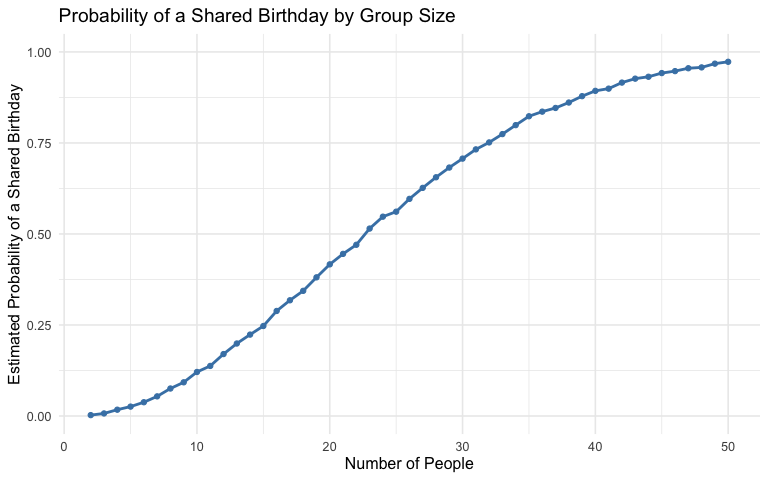 Probability of a Shared Birthday by Group Size
Estimated Probability of a Shared Birthday
1.00
0.75
0.50
0.25
0.00
0 10 20 30 40 50
Number of People